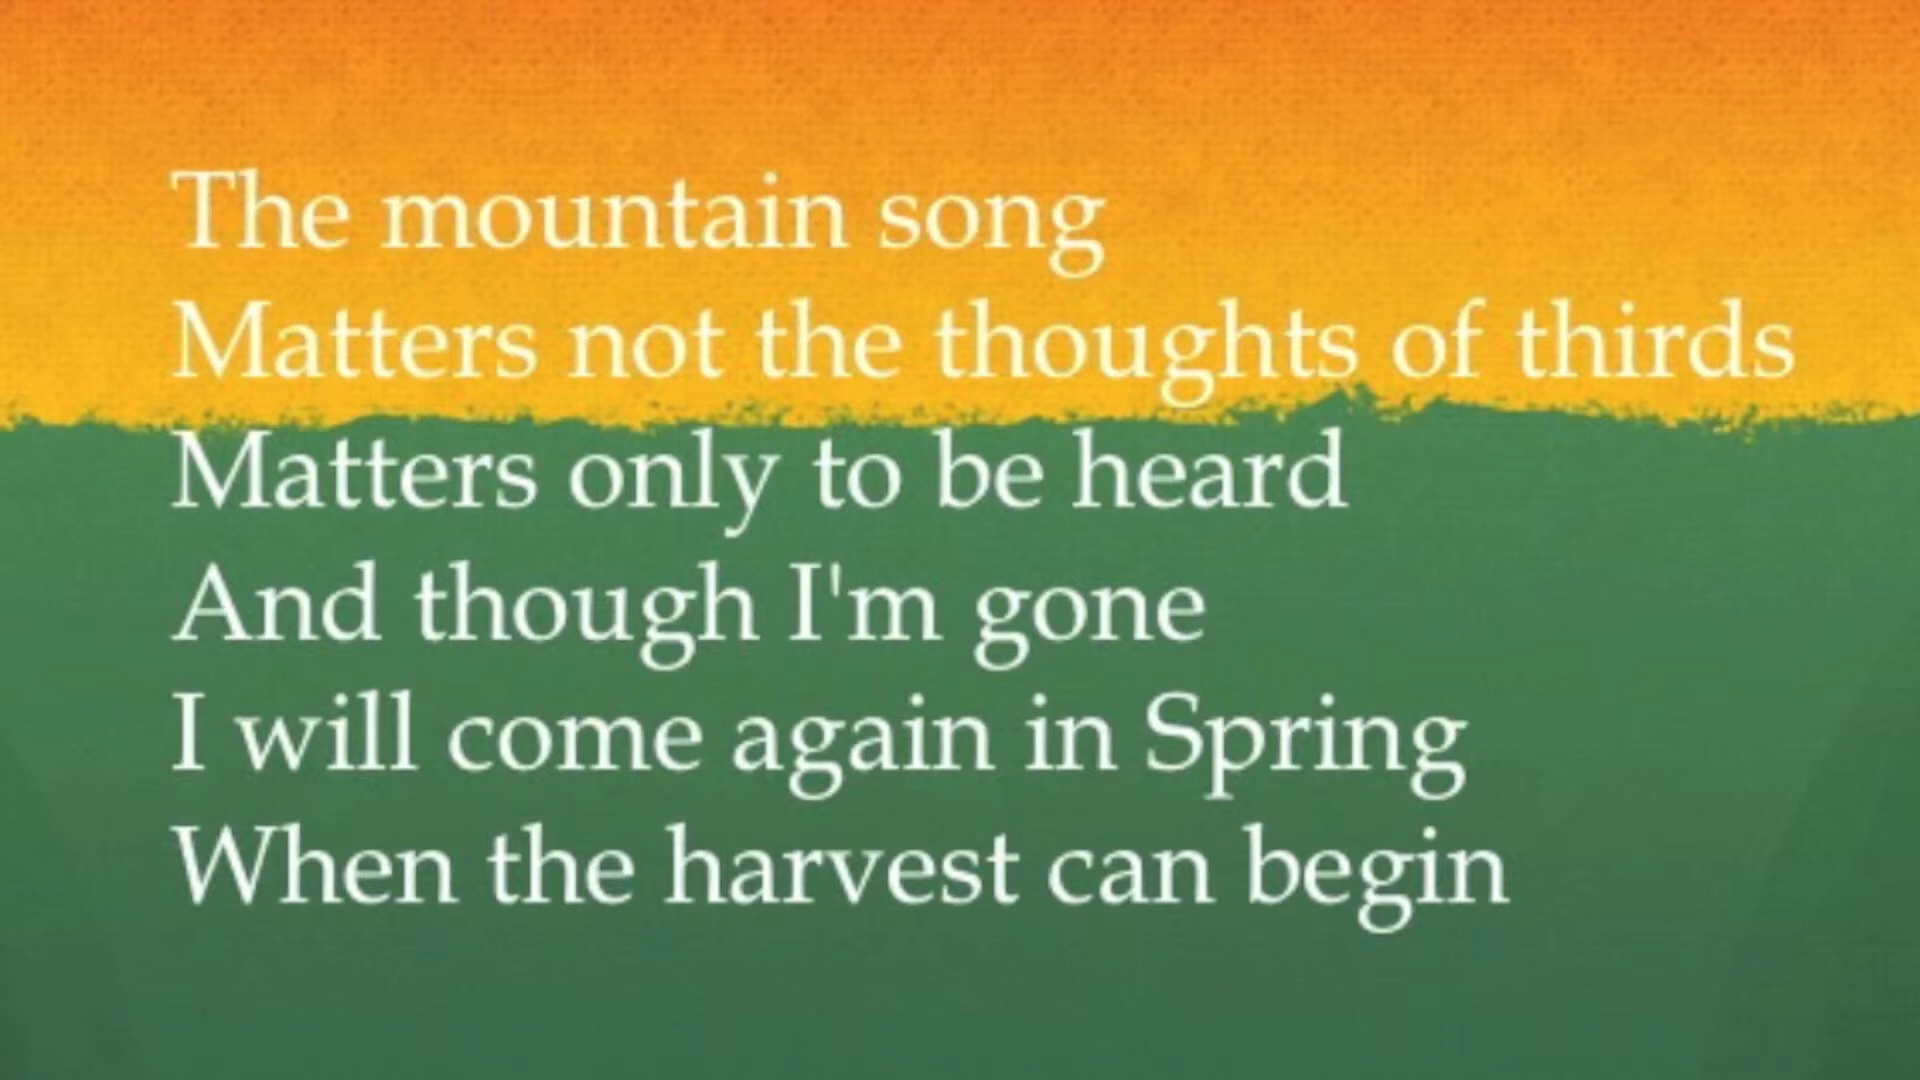 The mountain song
Matters not the thoughts of thirds
Matters only to be heard
And though I'm gone
I will come again in Spring
When the harvest can begin